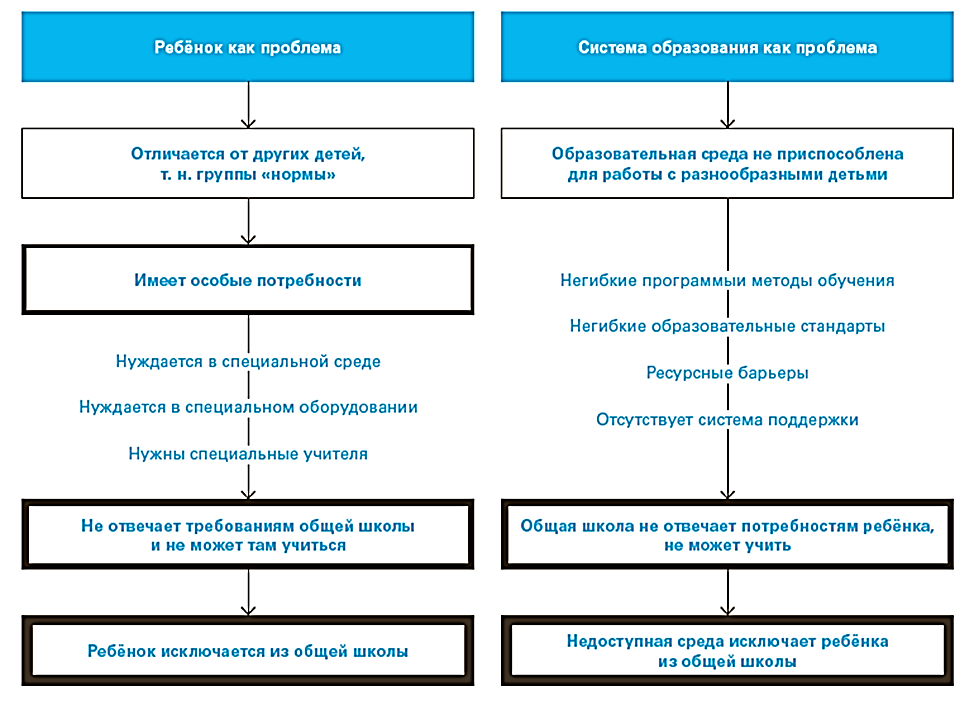 Ребёнок как проблема
Отличается от других детей,
т. н. группы «нормы»
Имеет особые потребности
Нуждается в специальной среде
Нуждается в специальном оборудовании
Нужны специальные учителя
Не отвечает требованиям общей школы
и не может там учиться
Ребёнок исключается из общей школы
Система образования как проблема
Образовательная среда не приспособлена
для работы с разнообразными детьми
Негибкие программыи методы обучения
Негибкие образовательные стандарты
Ресурсные барьеры
Отсутствует система поддержки
Общая школа не отвечает потребностям ребёнка,
не может учить
Недоступная среда исключает ребёнка
из общей школы